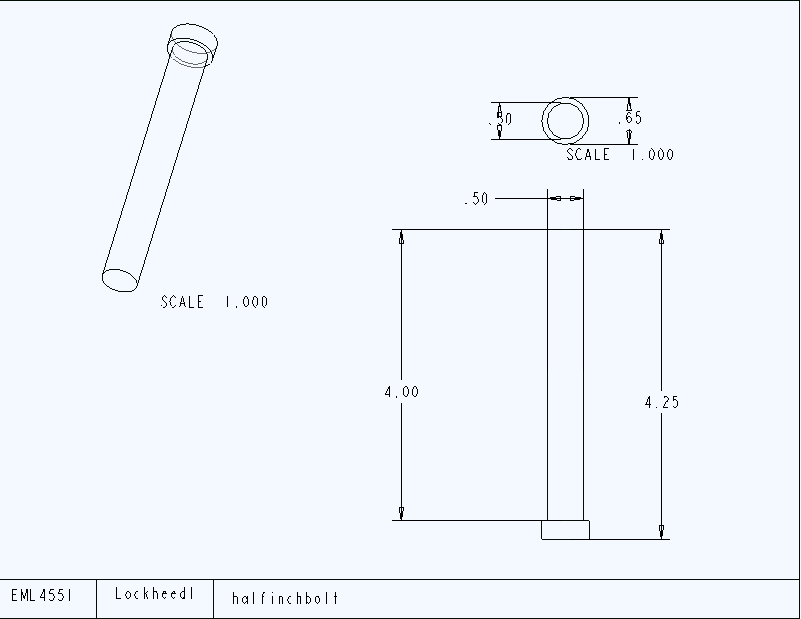 .50
.65
SCALE 1.000
.50
SCALE 1.000
4.00
4.25
EML4551
Lockheed1
halfinchbolt